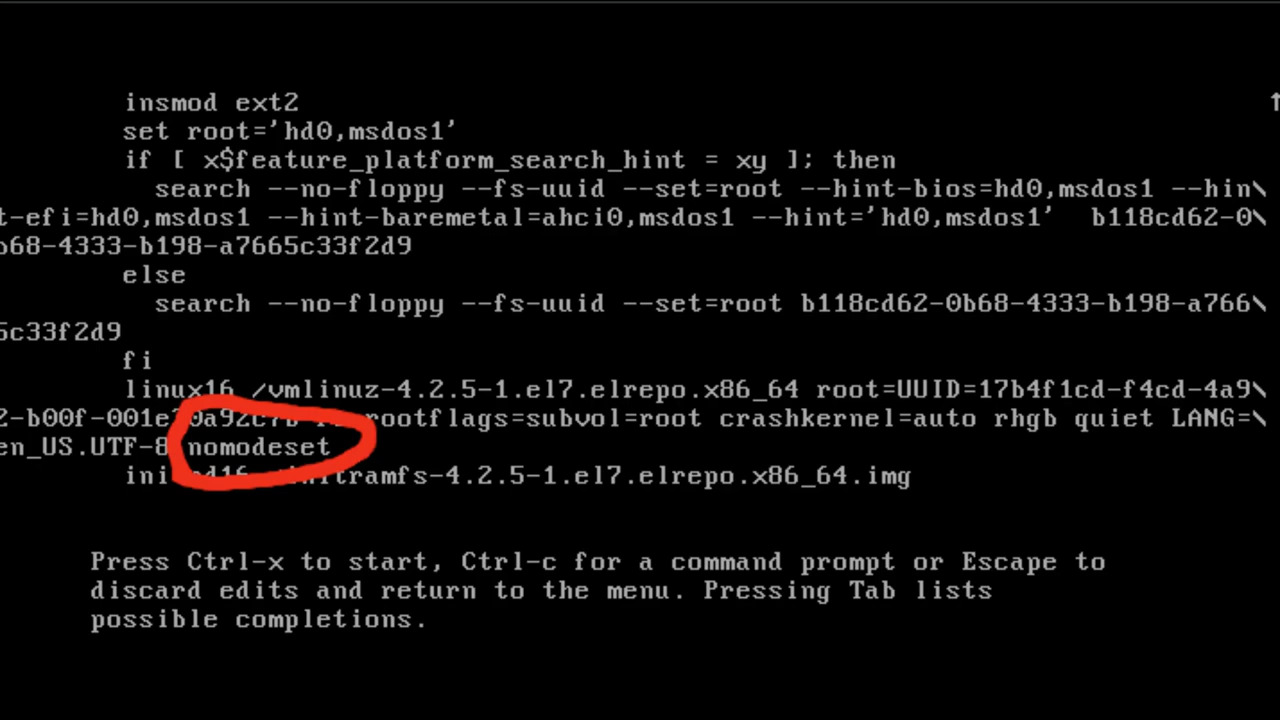 insmod ext2
set root='hd0,msdos1'
if [ x$feature_platform_search_hint = xy ]; then
search --no-floppy --fs-uuid --set=root --hint-bios=hd0,msdos1 --hin\
t-efi=hd0,msdos1 --hint-baremetal=ahci0,msdos1 --hint='hd0,msdos1'  b118cd62-0\
b68-4333-b198-a7665c33f2d9
else
search --no-floppy --fs-uuid --set=root b118cd62-0b68-4333-b198-a766\
5c33f2d9
fi
linux16 /vmlinuz-4.2.5-1.el7.elrepo.x86_64 root=UUID=17b4f1cd-f4cd-4a9\
rootflags=subvol=root crashkernel=auto rhgb quiet LANG=\
en_US.UTF-8 nomodeset
initrd16 /initramfs-4.2.5-1.el7.elrepo.x86_64.img
Press Ctrl-x to start, Ctrl-c for a command prompt or Escape to
discard edits and return to the menu. Pressing Tab lists
possible completions.